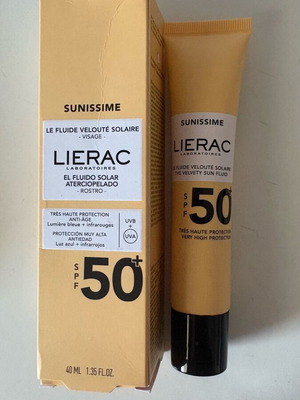 SUNISSIME
LE FLUIDE VELOUTÉ SOLAIRE
- VISAGE -
LIERAC
LABORATOIRES
EL FLUIDO SOLAR
ATERCIOPELADO
- ROSTRO -
TRÈS HAUTE PROTECTION
ANTI-ÂGE
Lumière bleue + infrarouges
PROTECCIÓN MUY ALTA
ANTIEDAD
Luz azul + infrarrojos
UVB
+
UVA
SPF 50+
40 ML 1.35 FL.OZ.
SUNISSIME
LIERAC
LABORATOIRES
LE FLUIDE VELOUTÉ SOLAIRE
THE VELVETY SUN FLUID
SPF 50+
TRÈS HAUTE PROTECTION
VERY HIGH PROTECTION